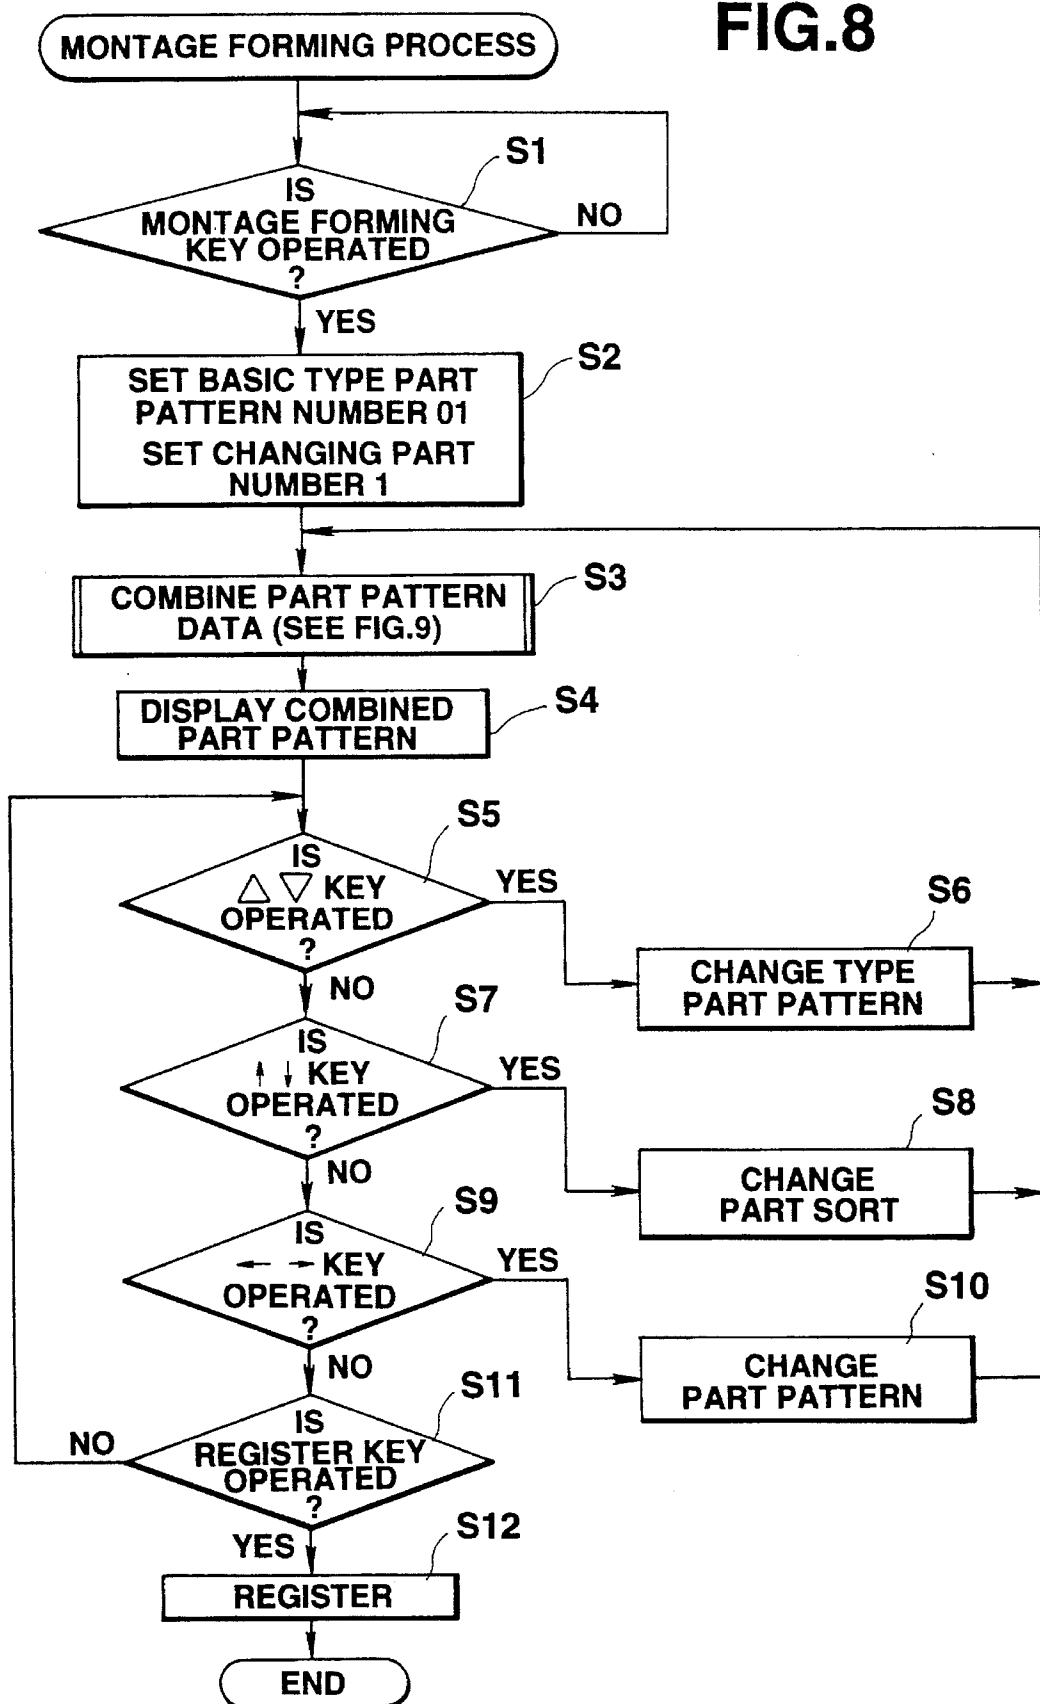 FIG.8
MONTAGE FORMING PROCESS
S1
IS
MONTAGE FORMING
KEY OPERATED
?
NO
YES
S2
SET BASIC TYPE PART
PATTERN NUMBER 01
SET CHANGING PART
NUMBER 1
S3
COMBINE PART PATTERN
DATA (SEE FIG.9)
S4
DISPLAY COMBINED
PART PATTERN
S5
IS
△ ▽ KEY
OPERATED
?
YES
NO
S6
CHANGE TYPE
PART PATTERN
S7
IS
↑ ↓ KEY
OPERATED
?
YES
NO
S8
CHANGE
PART SORT
S9
IS
← → KEY
OPERATED
?
YES
NO
S10
CHANGE
PART PATTERN
S11
IS
REGISTER KEY
OPERATED
?
NO
YES
S12
REGISTER
END